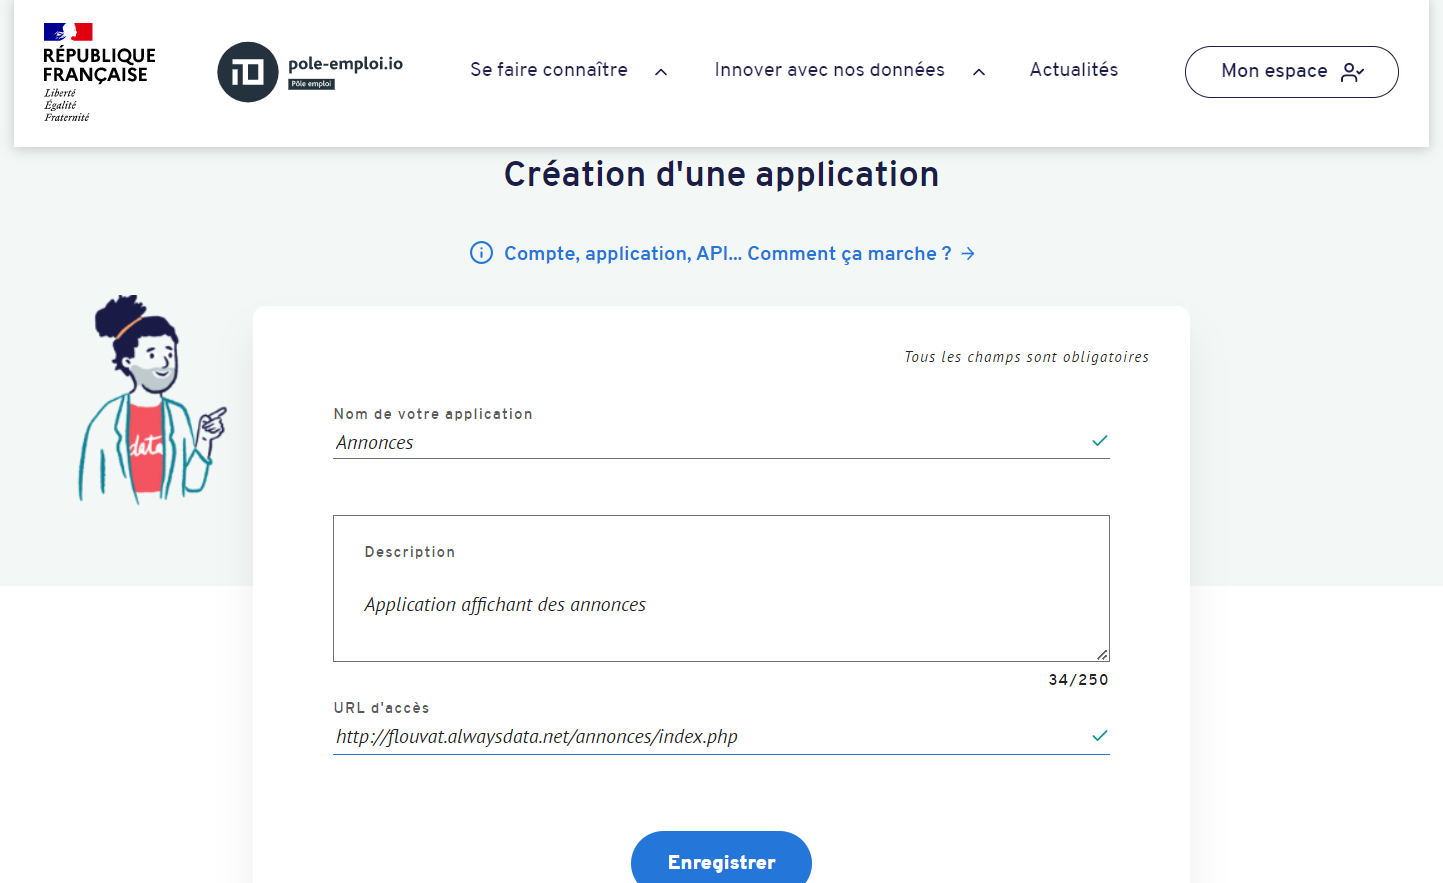 RÉPUBLIQUE
FRANÇAISE
Liberté
Égalité
Fraternité
pole-emploi.io
Pôle emploi
Se faire connaître
Innover avec nos données
Actualités
Mon espace
Création d'une application
Compte, application, API... Comment ça marche ?
data
Tous les champs sont obligatoires
Nom de votre application
Annonces
Description
Application affichant des annonces
34/250
URL d'accès
http://flouvat.alwaysdata.net/annonces/index.php
Enregistrer